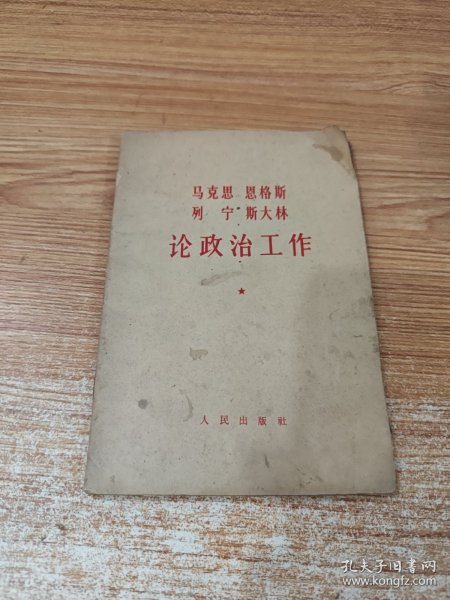 马克思 恩格斯
列宁 斯大林
论政治工作
★
人民出版社
孔夫子旧书网
www.kongfz.com